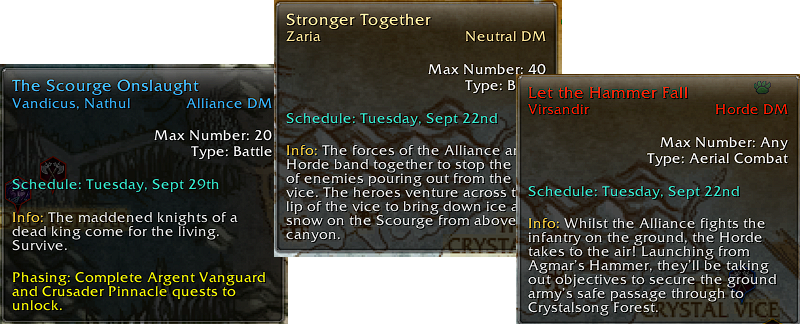 The Scourge Onslaught
Vandicus, Nathul Alliance DM
Max Number: 20
Type: Battle
Schedule: Tuesday, Sept 29th
Info: The maddened knights of a
dead king come for the living.
Survive.
Phasing: Complete Argent Vanguard
and Crusader Pinnacle quests to
unlock.
Stronger Together
Zaria Neutral DM
Max Number: 40
Type: B
Schedule: Tuesday, Sept 22nd
Info: The forces of the Alliance an
Horde band together to stop the
of enemies pouring out from the
vice. The heroes venture across t
lip of the vice to bring down ice a
snow on the Scourge from above
canyon.
CRYSTAL
Let the Hammer Fall
Virsandir Horde DM
Max Number: Any
Type: Aerial Combat
Schedule: Tuesday, Sept 22nd
Info: Whilst the Alliance fights the
infantry on the ground, the Horde
takes to the air! Launching from
Agmar's Hammer, they'll be taking
out objectives to secure the ground
army's safe passage through to
Crystalsong Forest.
CRYSTAL VICE